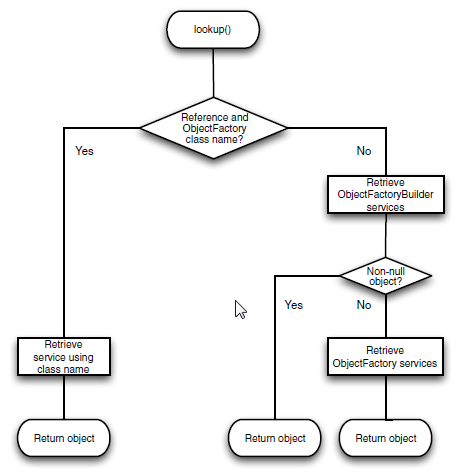 lookup()
Reference and
ObjectFactory
class name?
Yes
No
Retrieve
ObjectFactoryBuilder
services
Non-null
object?
Yes
No
Retrieve
service using
class name
Retrieve
ObjectFactory services
Return object
Return object
Return object